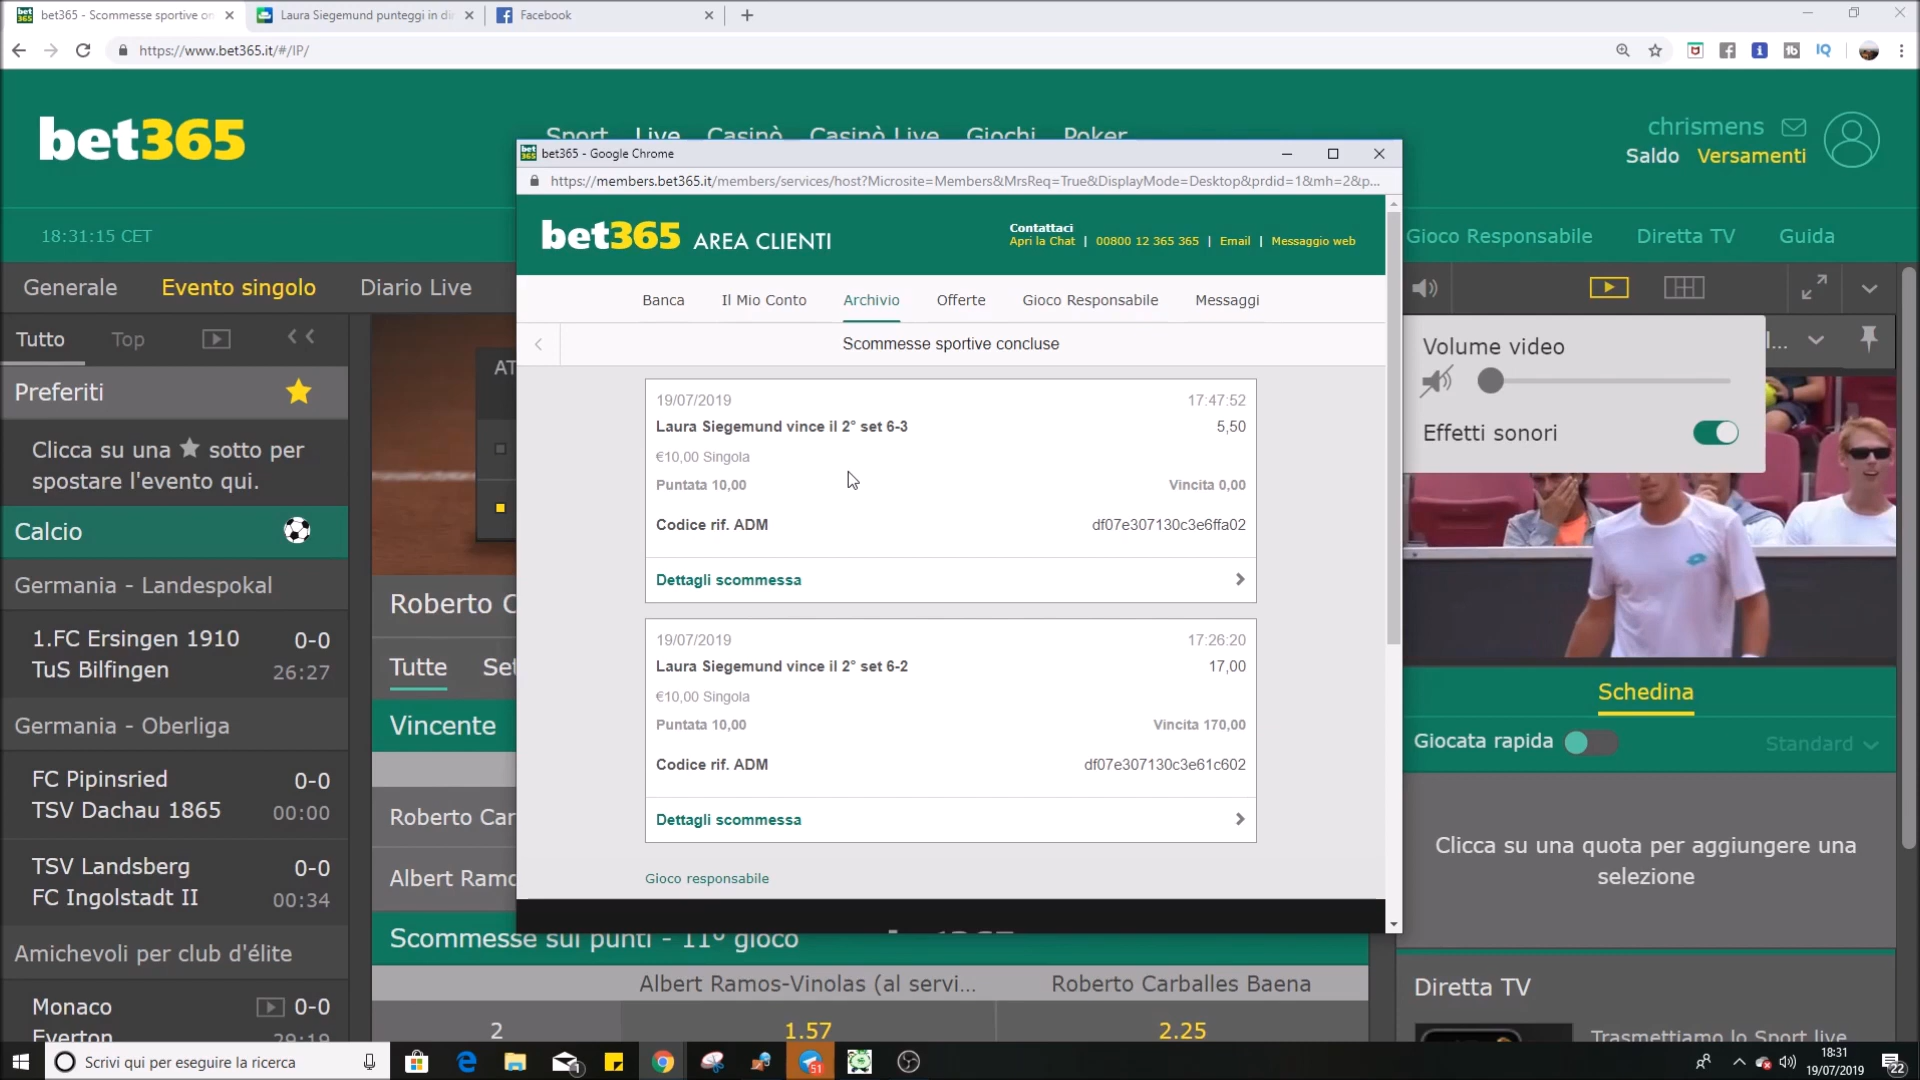 bet365 - Scommesse sportive on
Laura Siegemund punteggi in dir
Facebook
https://www.bet365.it/#/IP/
bet365
Sport Live Casinò Casinò Live Giochi Poker
chrismens
Saldo Versamenti
18:31:15 CET
Gioco Responsabile Diretta TV Guida
Generale Evento singolo Diario Live
Tutto Top
Preferiti
Clicca su una ★ sotto per
spostare l'evento qui.
Calcio
Germania - Landespokal
1.FC Ersingen 1910 0-0
TuS Bilfingen 26:27
Germania - Oberliga
FC Pipinsried 0-0
TSV Dachau 1865 00:00
TSV Landsberg 0-0
FC Ingolstadt II 00:34
Amichevoli per club d'élite
Monaco 0-0
Everton 29:19
AT
Roberto C
Tutte Set
Vincente
Roberto Car
Albert Ramo
Scommesse sui punti - 11º gioco
Albert Ramos-Vinolas (al servi...
Roberto Carballes Baena
2 1.57 2.25
bet365 - Google Chrome
https://members.bet365.it/members/services/host?Microsite=Members&MrsReq=True&DisplayMode=Desktop&prdid=1&mh=2&p...
bet365 AREA CLIENTI
Contattaci
Apri la Chat | 00800 12 365 365 | Email | Messaggio web
Banca Il Mio Conto Archivio Offerte Gioco Responsabile Messaggi
Scommesse sportive concluse
19/07/2019 17:47:52
Laura Siegemund vince il 2° set 6-3 5,50
€10,00 Singola
Puntata 10,00 Vincita 0,00
Codice rif. ADM df07e307130c3e6ffa02
Dettagli scommessa
19/07/2019 17:26:20
Laura Siegemund vince il 2° set 6-2 17,00
€10,00 Singola
Puntata 10,00 Vincita 170,00
Codice rif. ADM df07e307130c3e61c602
Dettagli scommessa
Gioco responsabile
Volume video
Effetti sonori
Schedina
Giocata rapida Standard
Clicca su una quota per aggiungere una
selezione
Diretta TV
Trasmettiamo lo Sport live
Scrivi qui per eseguire la ricerca
1
51
18:31
19/07/2019
22